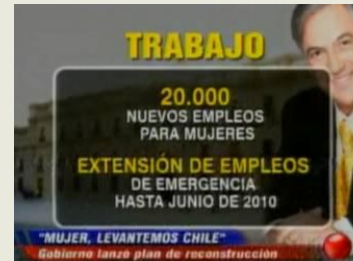 TRABAJO
20.000
NUEVOS EMPLEOS
PARA MUJERES
EXTENSIÓN DE EMPLEOS
DE EMERGENCIA
HASTA JUNIO DE 2010
"MUJER, LEVANTEMOS CHILE"
Gobierno lanzó plan de reconstrucción